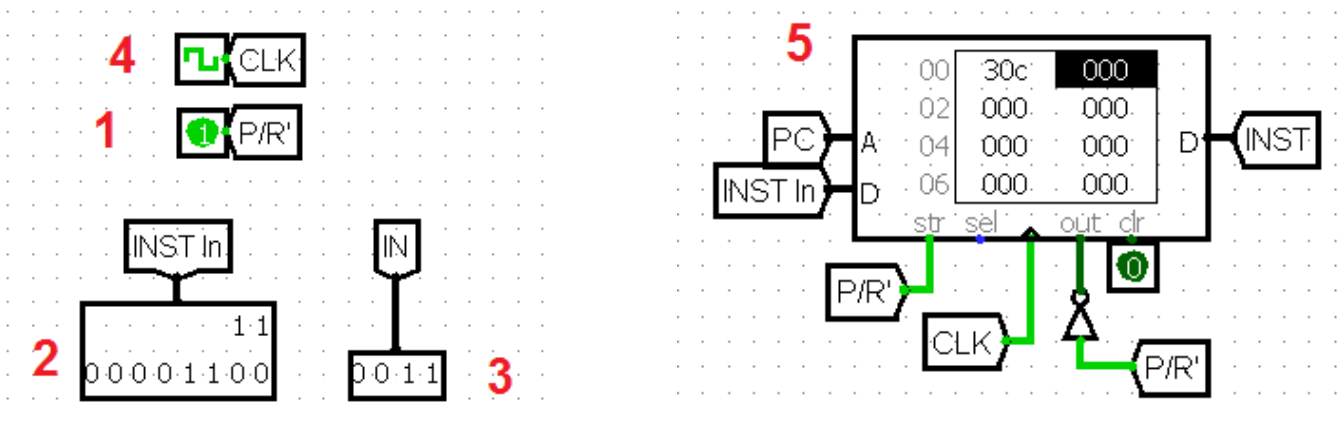 4 CLK
1 1 P/R'
INST In
IN
2
1 1
0 0 0 0 1 1 0 0
0 0 1 1
3
5
00 30c 000
02 000 000
04 000 000
06 000 000
PC A
INST In D
D INST
str sel out clr
0
P/R'
CLK
P/R'